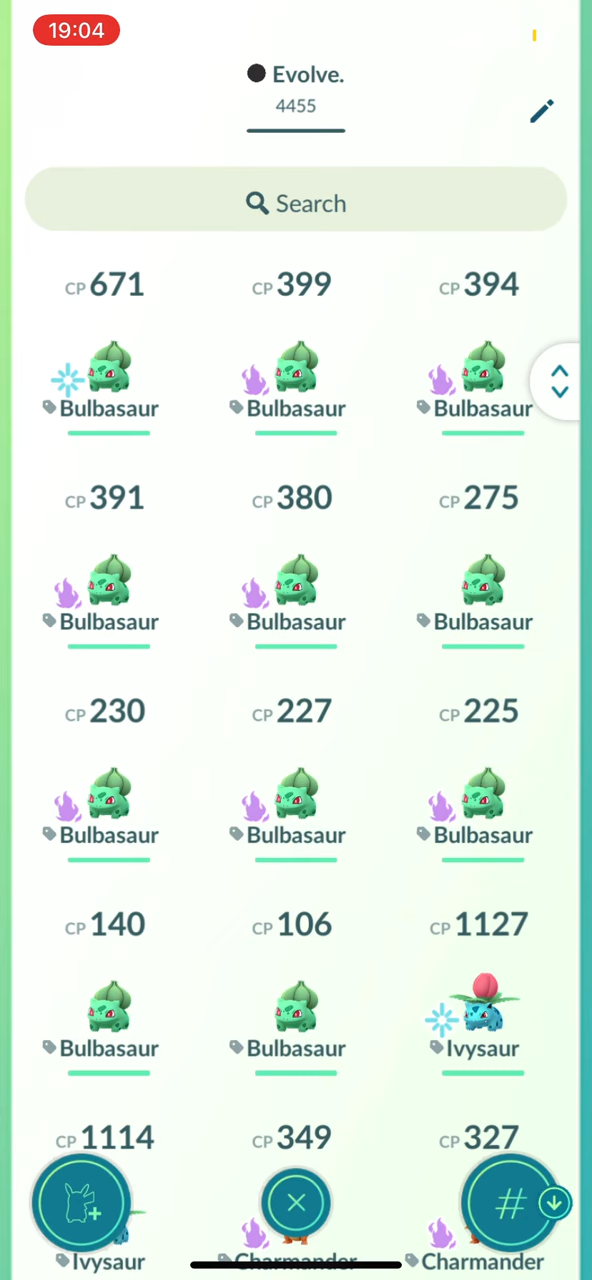 19:04
Evolve.
4455
Search
CP 671 CP 399 CP 394
Bulbasaur Bulbasaur Bulbasaur
CP 391 CP 380 CP 275
Bulbasaur Bulbasaur Bulbasaur
CP 230 CP 227 CP 225
Bulbasaur Bulbasaur Bulbasaur
CP 140 CP 106 CP 1127
Bulbasaur Bulbasaur Ivysaur
CP 1114 CP 349 CP 327
#
Ivysaur Charmander Charmander